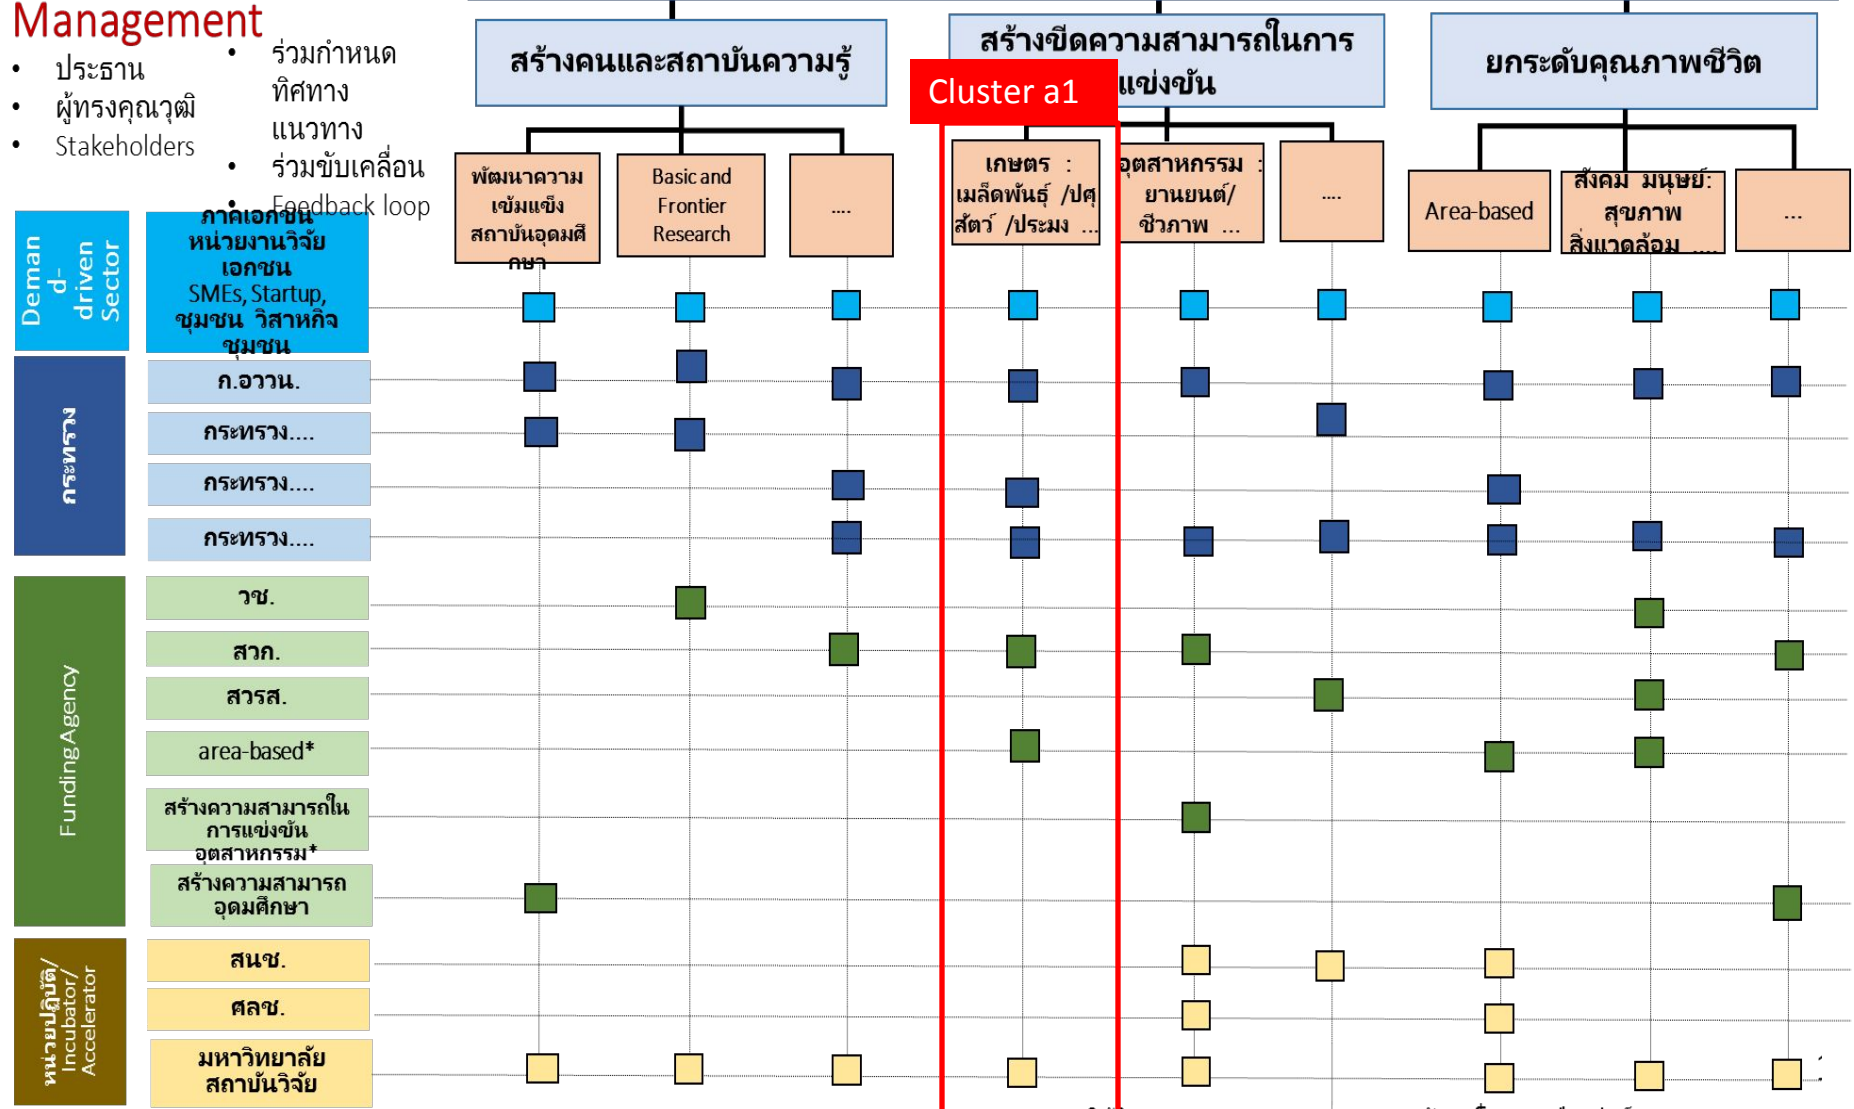 Management
• ประธาน
• ผู้ทรงคุณวุฒิ
• Stakeholders
• ร่วมกำหนด
ทิศทาง
แนวทาง
• ร่วมขับเคลื่อน
• Feedback loop
สร้างคนและสถาบันความรู้
สร้างขีดความสามารถในการ
แข่งขัน
ยกระดับคุณภาพชีวิต
Cluster a1
พัฒนาความ
เข้มแข็ง
สถาบันอุดมศึ
กษา
Basic and
Frontier
Research
....
เกษตร :
เมล็ดพันธุ์ /ปศุ
สัตว์ /ประมง ...
อุตสาหกรรม :
ยานยนต์/
ชีวภาพ ...
....
Area-based
สังคม มนุษย์:
สุขภาพ
สิ่งแวดล้อม ....
...
Deman
d-
driven
Sector
ภาคเอกชน
หน่วยงานวิจัย
เอกชน
SMEs, Startup,
ชุมชน วิสาหกิจ
ชุมชน
กระทรวง
ก.อววน.
กระทรวง....
กระทรวง....
กระทรวง....
Funding Agency
วช.
สวก.
สวรส.
area-based*
สร้างความสามารถใน
การแข่งขัน
อุตสาหกรรม*
สร้างความสามารถ
อุดมศึกษา
หน่วยปฏิบัติ/
Incubator/
Accelerator
สนช.
ศลช.
มหาวิทยาลัย
สถาบันวิจัย